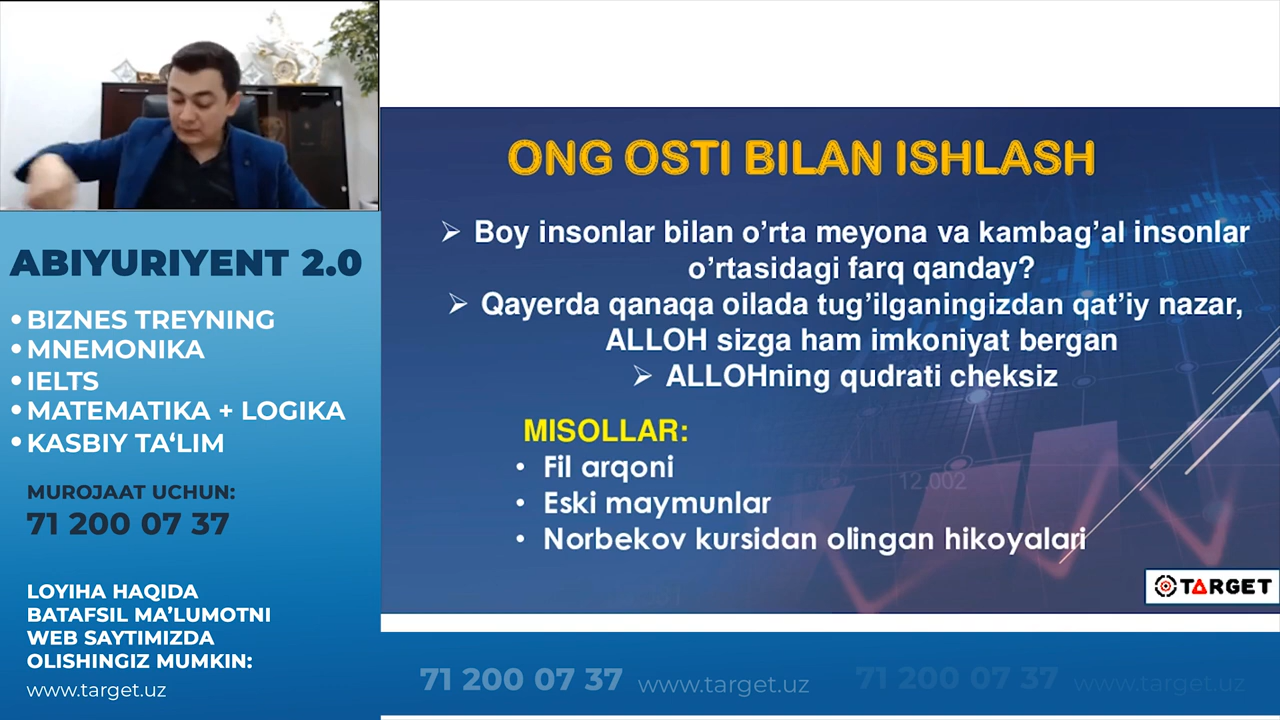 ABIYURIYENT 2.0
• BIZNES TREYNING
• MNEMONIKA
• IELTS
• MATEMATIKA + LOGIKA
• KASBIY TA‘LIM
MUROJAAT UCHUN:
71 200 07 37
LOYIHA HAQIDA
BATAFSIL MA’LUMOTNI
WEB SAYTIMIZDA
OLISHINGIZ MUMKIN:
www.target.uz
ONG OSTI BILAN ISHLASH
➢ Boy insonlar bilan o’rta meyona va kambag’al insonlar
o’rtasidagi farq qanday?
➢ Qayerda qanaqa oilada tug’ilganingizdan qat’iy nazar,
ALLOH sizga ham imkoniyat bergan
➢ ALLOHning qudrati cheksiz
MISOLLAR:
• Fil arqoni
• Eski maymunlar
• Norbekov kursidan olingan hikoyalari
12.002
TARGET
71 200 07 37 www.target.uz 71 200 07 37 www.target.uz